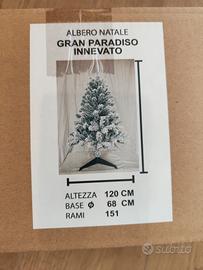 ALBERO NATALE
GRAN PARADISO
INNEVATO
ALTEZZA 120 CM
BASE ϕ 68 CM
RAMI 151
subito